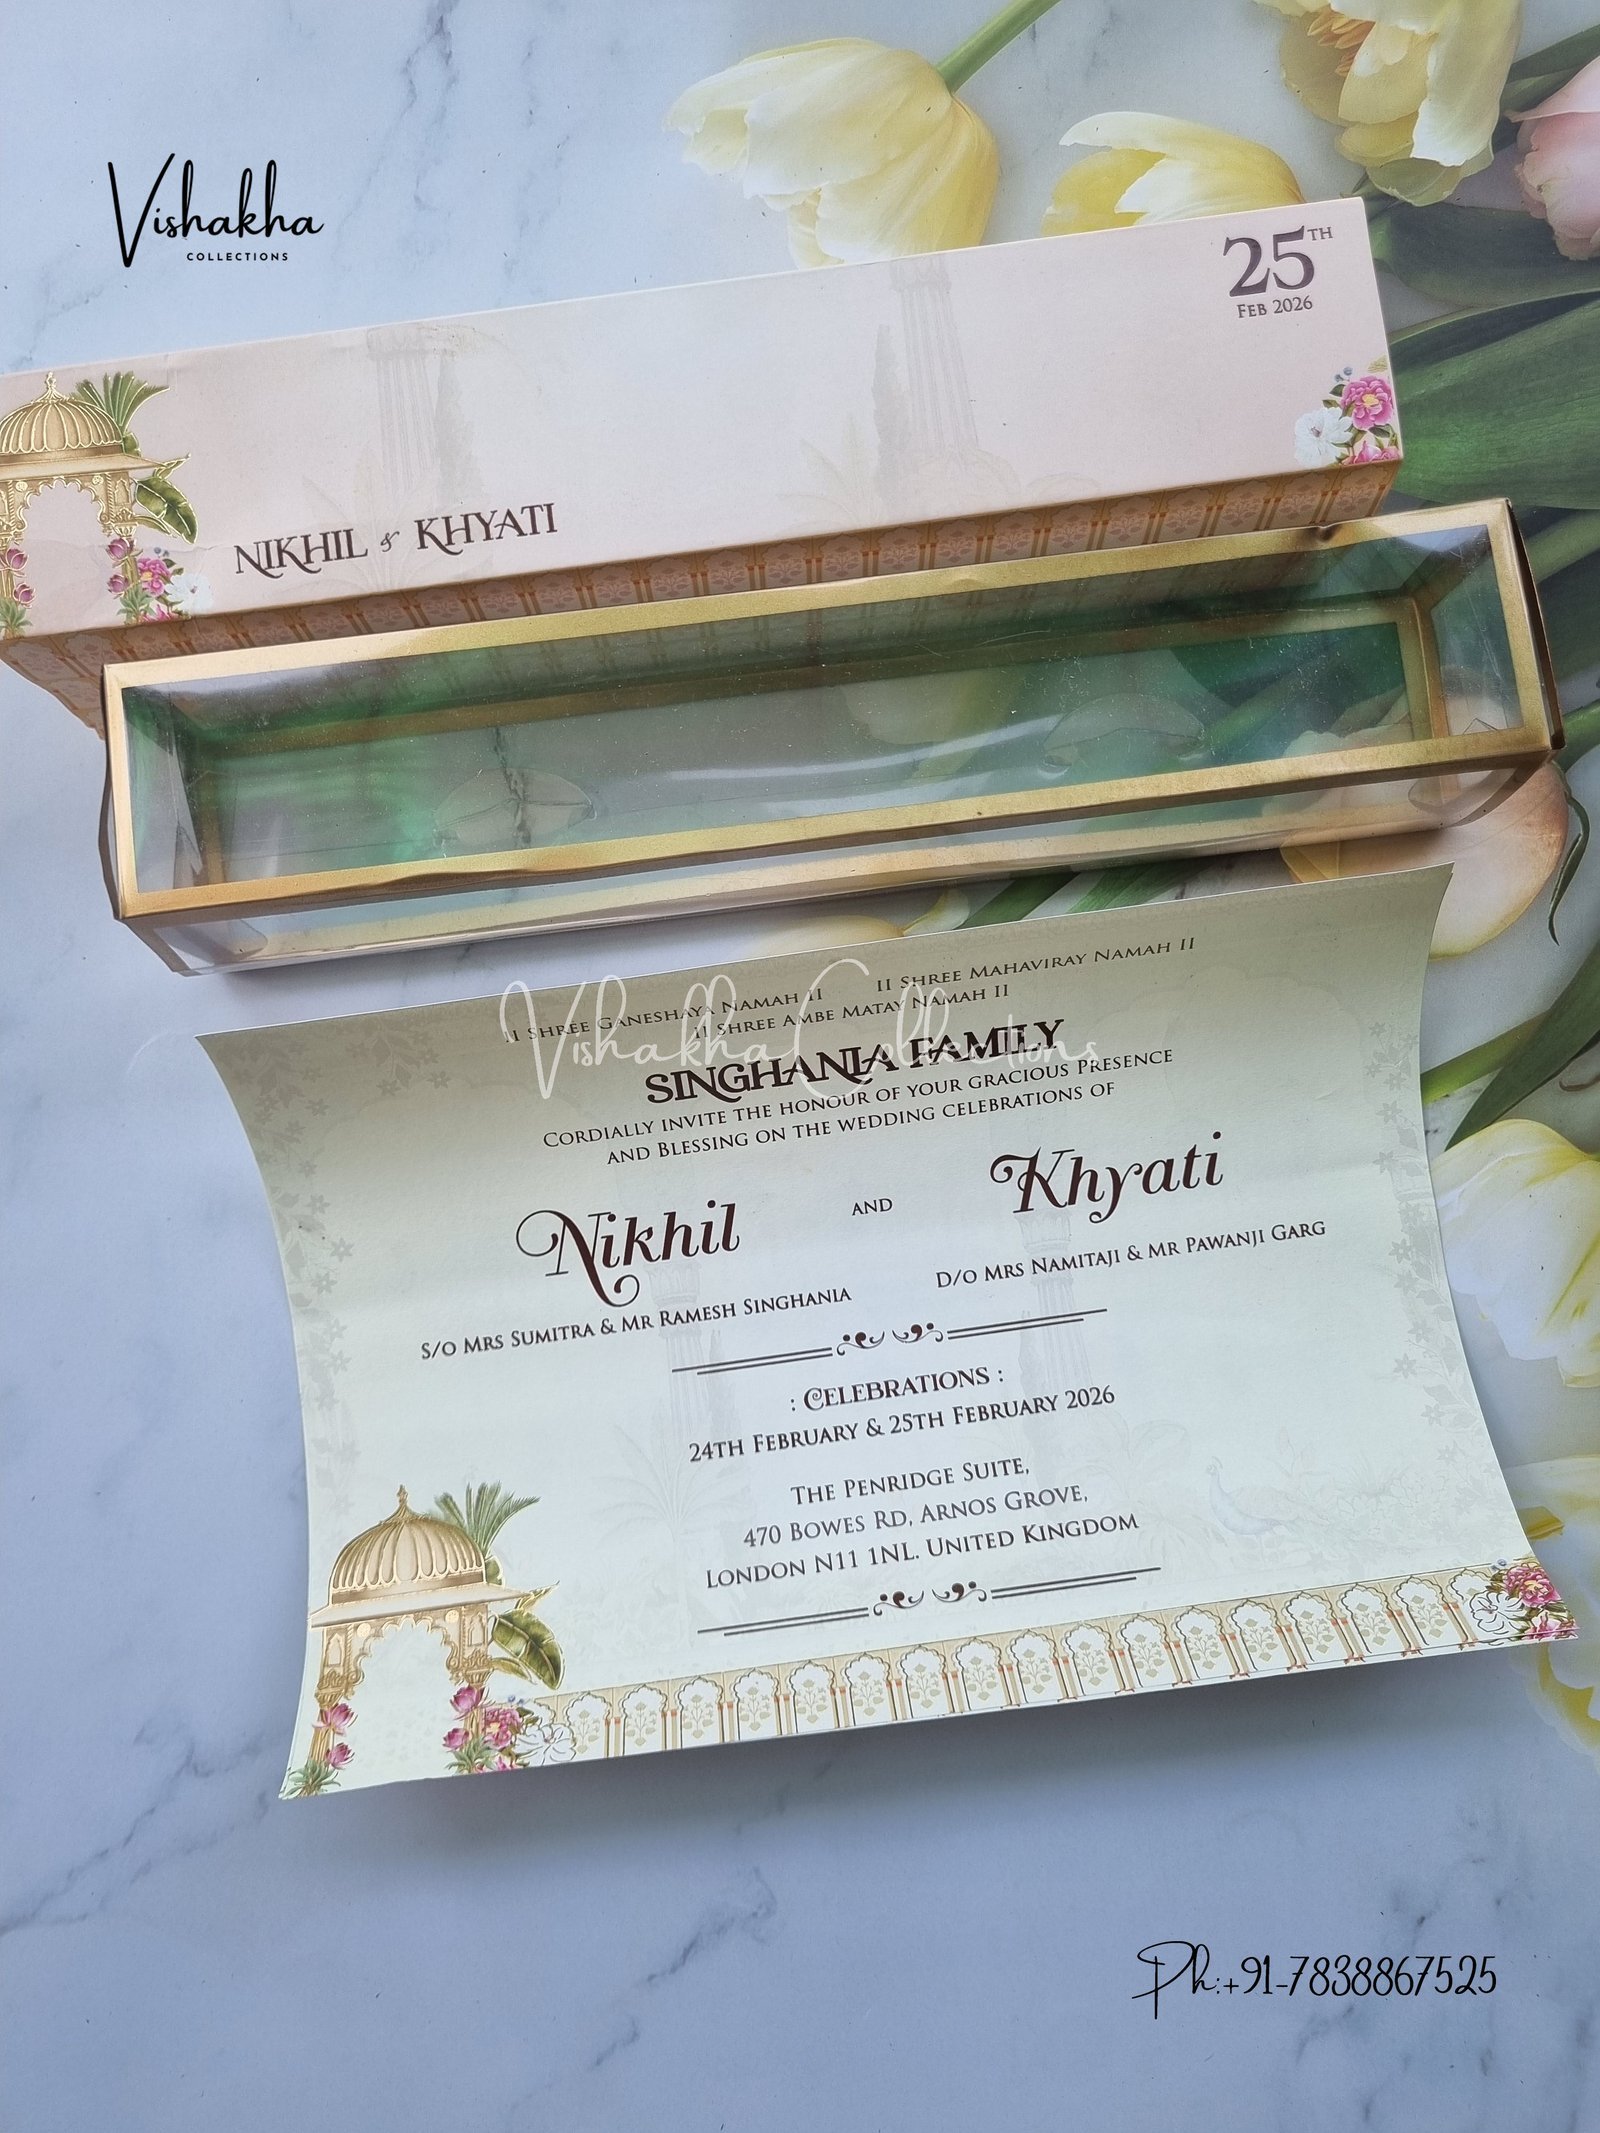 Vishakha
COLLECTIONS
25TH
FEB 2026
NIKHIL & KHYATI
II SHREE GANESHAYA NAMAH II II SHREE MAHAVIRAY NAMAH II
II SHREE AMBE MATAY NAMAH II
Vishakha Collections
SINGHANIA FAMILY
CORDIALLY INVITE THE HONOUR OF YOUR GRACIOUS PRESENCE
AND BLESSING ON THE WEDDING CELEBRATIONS OF
Nikhil AND Khyati
S/O MRS SUMITRA & MR RAMESH SINGHANIA D/O MRS NAMITAJI & MR PAWANJI GARG
: CELEBRATIONS :
24TH FEBRUARY & 25TH FEBRUARY 2026
THE PENRIDGE SUITE,
470 BOWES RD, ARNOS GROVE,
LONDON N11 1NL. UNITED KINGDOM
Ph:+91-7838867525